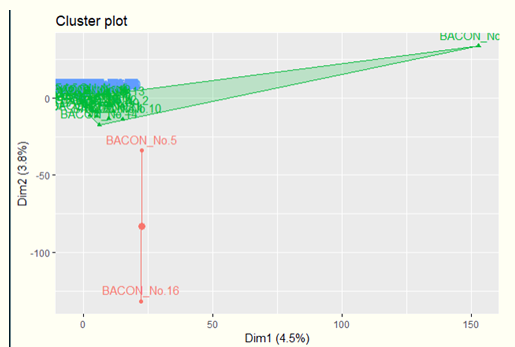 Cluster plot
BACON_No
0
BACON_No.5
-50
-100
BACON_No.16
0
50
100
150
Dim1 (4.5%)
Dim2 (3.8%)